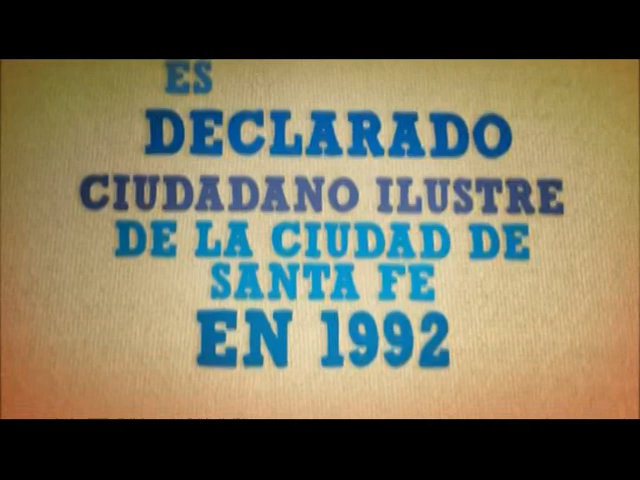 ES
DECLARADO
CIUDADANO ILUSTRE
DE LA CIUDAD DE
SANTA FE
EN 1992